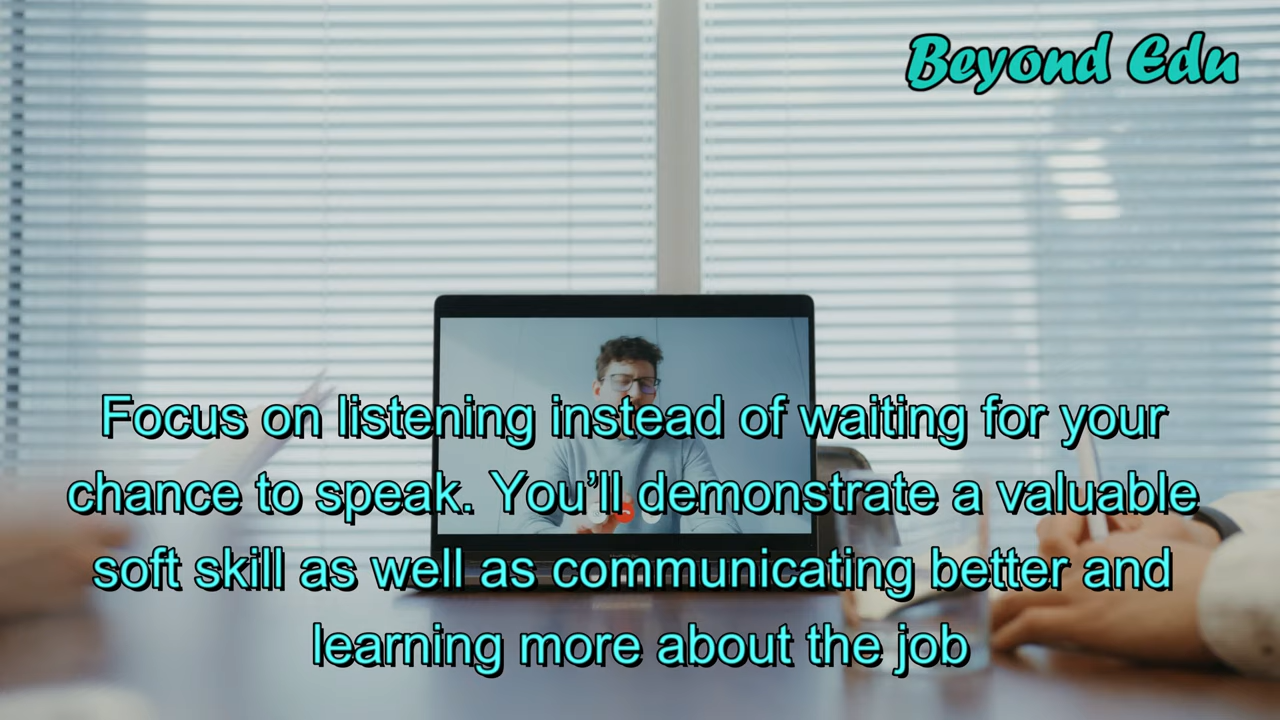 Beyond Edu
Focus on listening instead of waiting for your
chance to speak. You’ll demonstrate a valuable
soft skill as well as communicating better and
learning more about the job